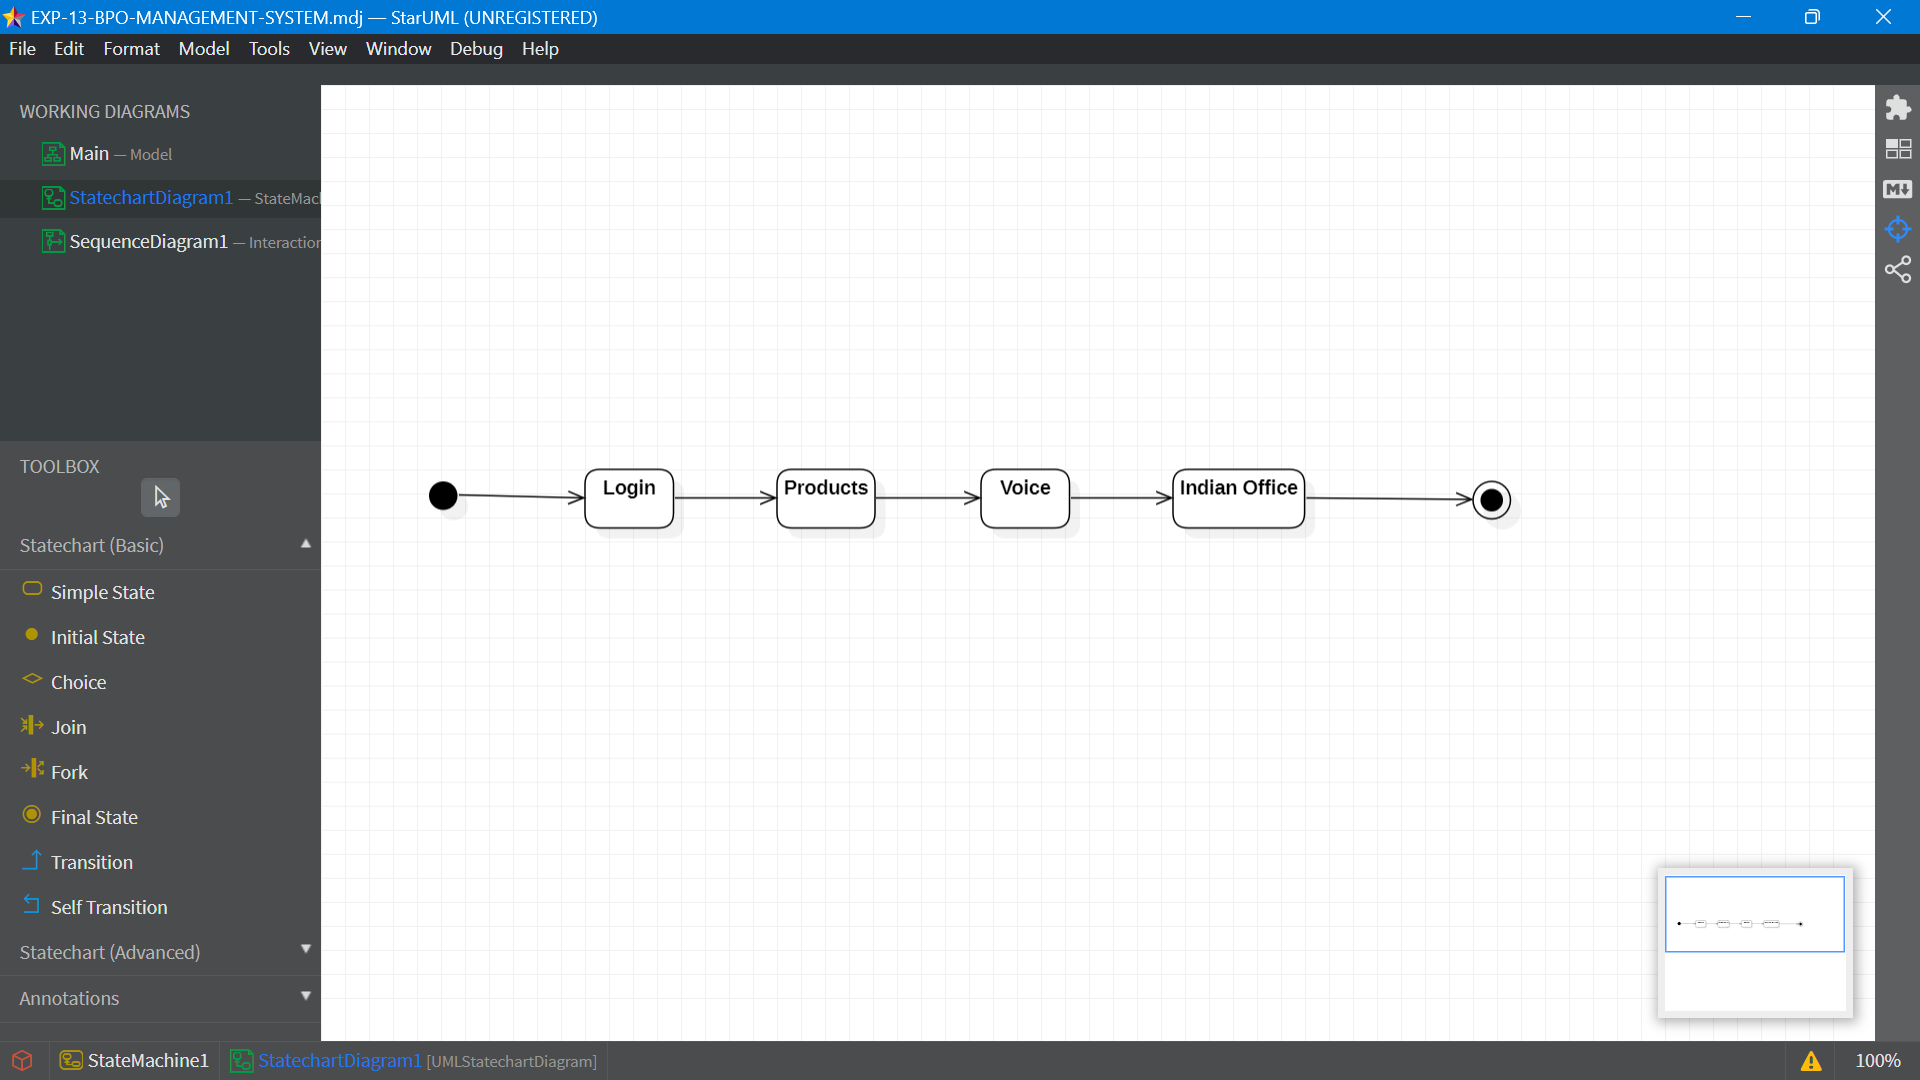 EXP-13-BPO-MANAGEMENT-SYSTEM.mdj — StarUML (UNREGISTERED)
File Edit Format Model Tools View Window Debug Help
WORKING DIAGRAMS
Main — Model
StatechartDiagram1 — StateMac
SequenceDiagram1 — Interaction
TOOLBOX
Statechart (Basic)
Simple State
Initial State
Choice
Join
Fork
Final State
Transition
Self Transition
Statechart (Advanced)
Annotations
Login
Products
Voice
Indian Office
M
StateMachine1
StatechartDiagram1 [UMLStatechartDiagram]
100%